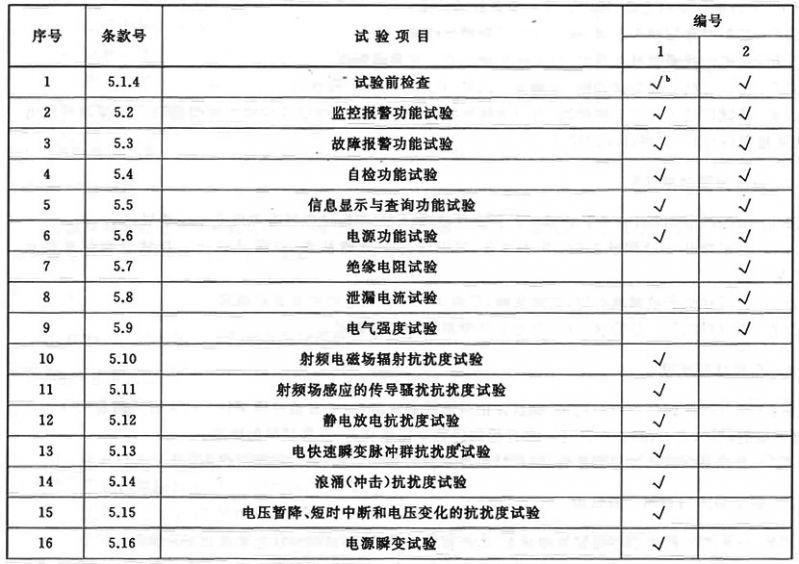 序号 条款号 试验项目 编号
1 2
1 5.1.4 试验前检查 √ᵇ √
2 5.2 监控报警功能试验 √ √
3 5.3 故障报警功能试验 √ √
4 5.4 自检功能试验 √ √
5 5.5 信息显示与查询功能试验 √ √
6 5.6 电源功能试验 √ √
7 5.7 绝缘电阻试验 √
8 5.8 泄漏电流试验 √
9 5.9 电气强度试验 √
10 5.10 射频电磁场辐射抗扰度试验 √
11 5.11 射频场感应的传导骚扰抗扰度试验 √
12 5.12 静电放电抗扰度试验 √
13 5.13 电快速瞬变脉冲群抗扰度试验 √
14 5.14 浪涌(冲击)抗扰度试验 √
15 5.15 电压暂降、短时中断和电压变化的抗扰度试验 √
16 5.16 电源瞬变试验 √